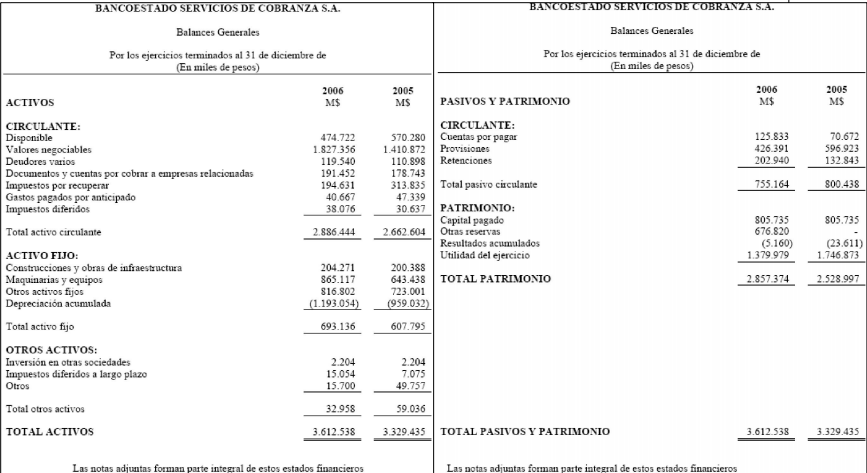 BANCOESTADO SERVICIOS DE COBRANZA S.A.
Balances Generales
Por los ejercicios terminados al 31 de diciembre de
(En miles de pesos)
2006 2005
ACTIVOS M$ M$
CIRCULANTE:
Disponible 474.722 570.280
Valores negociables 1.827.356 1.410.872
Deudores varios 119.540 110.898
Documentos y cuentas por cobrar a empresas relacionadas 191.452 178.743
Impuestos por recuperar 194.631 313.835
Gastos pagados por anticipado 40.667 47.339
Impuestos diferidos 38.076 30.637
Total activo circulante 2.886.444 2.662.604
ACTIVO FIJO:
Construcciones y obras de infraestructura 204.271 200.388
Maquinarias y equipos 865.117 643.438
Otros activos fijos 816.802 723.001
Depreciación acumulada (1.193.054) (959.032)
Total activo fijo 693.136 607.795
OTROS ACTIVOS:
Inversión en otras sociedades 2.204 2.204
Impuestos diferidos a largo plazo 15.054 7.075
Otros 15.700 49.757
Total otros activos 32.958 59.036
TOTAL ACTIVOS 3.612.538 3.329.435
Las notas adjuntas forman parte integral de estos estados financieros
BANCOESTADO SERVICIOS DE COBRANZA S.A.
Balances Generales
Por los ejercicios terminados al 31 de diciembre de
(En miles de pesos)
2006 2005
PASIVOS Y PATRIMONIO M$ M$
CIRCULANTE:
Cuentas por pagar 125.833 70.672
Provisiones 426.391 596.923
Retenciones 202.940 132.843
Total pasivo circulante 755.164 800.438
PATRIMONIO:
Capital pagado 805.735 805.735
Otras reservas 676.820 -
Resultados acumulados (5.160) (23.611)
Utilidad del ejercicio 1.379.979 1.746.873
TOTAL PATRIMONIO 2.857.374 2.528.997
TOTAL PASIVOS Y PATRIMONIO 3.612.538 3.329.435
Las notas adjuntas forman parte integral de estos estados financieros